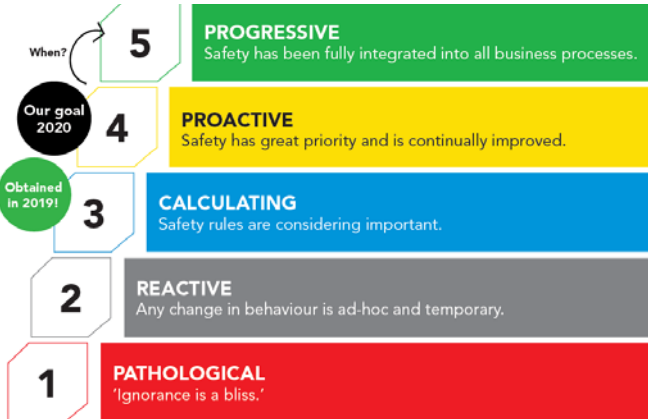 When?
5
PROGRESSIVE
Safety has been fully integrated into all business processes.
Our goal
2020
4
PROACTIVE
Safety has great priority and is continually improved.
Obtained
in 2019!
3
CALCULATING
Safety rules are considering important.
2
REACTIVE
Any change in behaviour is ad-hoc and temporary.
1
PATHOLOGICAL
'Ignorance is a bliss.'